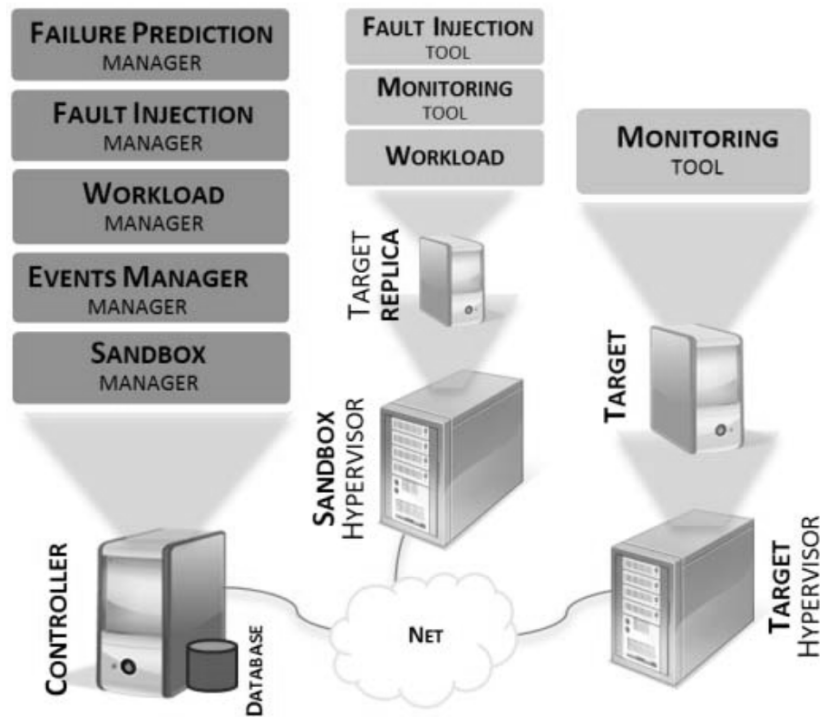 FAILURE PREDICTION
MANAGER
FAULT INJECTION
MANAGER
WORKLOAD
MANAGER
EVENTS MANAGER
MANAGER
SANDBOX
MANAGER
CONTROLLER
DATABASE
FAULT INJECTION
TOOL
MONITORING
TOOL
WORKLOAD
TARGET
REPLICA
SANDBOX
HYPERVISOR
NET
MONITORING
TOOL
TARGET
TARGET
HYPERVISOR